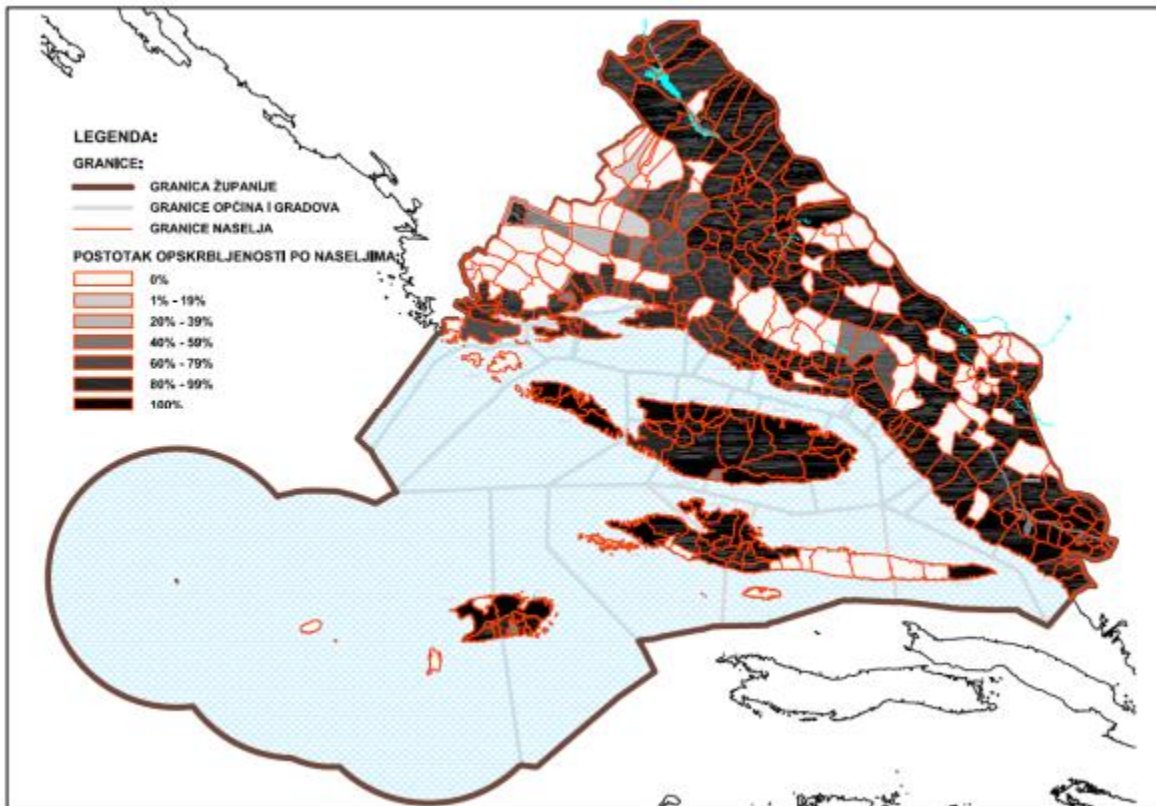 LEGENDA:
GRANICE:
GRANICA ŽUPANIJE
GRANICE OPĆINA I GRADOVA
GRANICE NASELJA
POSTOTAK OPSKRBLJENOSTI PO NASELJIMA:
0%
1% - 19%
20% - 39%
40% - 59%
60% - 79%
80% - 99%
100%